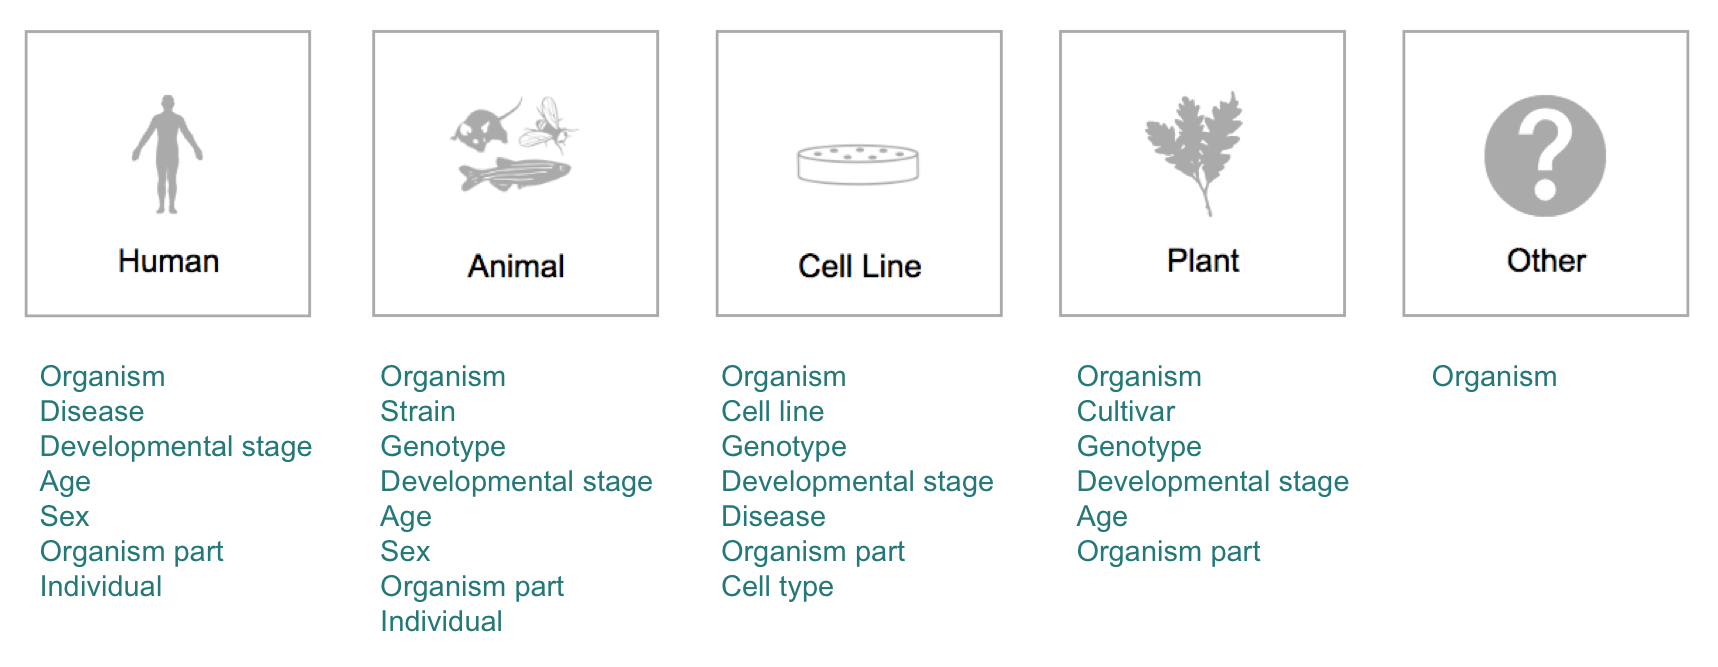 Human
Animal
Cell Line
Plant
Other
Organism
Disease
Developmental stage
Age
Sex
Organism part
Individual
Organism
Strain
Genotype
Developmental stage
Age
Sex
Organism part
Individual
Organism
Cell line
Genotype
Developmental stage
Disease
Organism part
Cell type
Organism
Cultivar
Genotype
Developmental stage
Age
Organism part
Organism